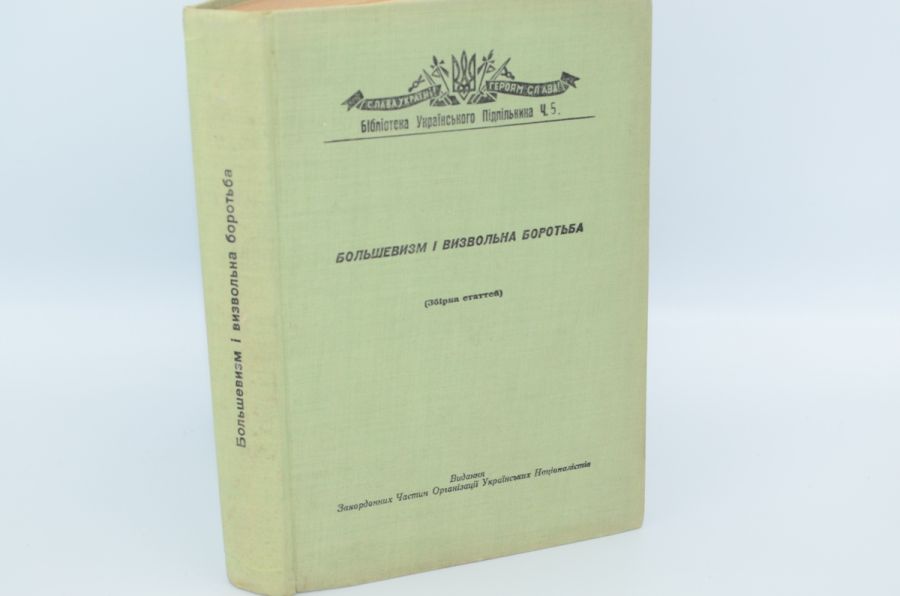 СЛАВА УКРАЇНІ!
ГЕРОЯМ СЛАВА!
Бібліотека Українського Підпільника Ч. 5.
БОЛЬШЕВИЗМ І ВИЗВОЛЬНА БОРОТЬБА
(Збірка статтей)
Видання
Закордонних Частин Організації Українських Націоналістів
Большевизм і визвольна боротьба